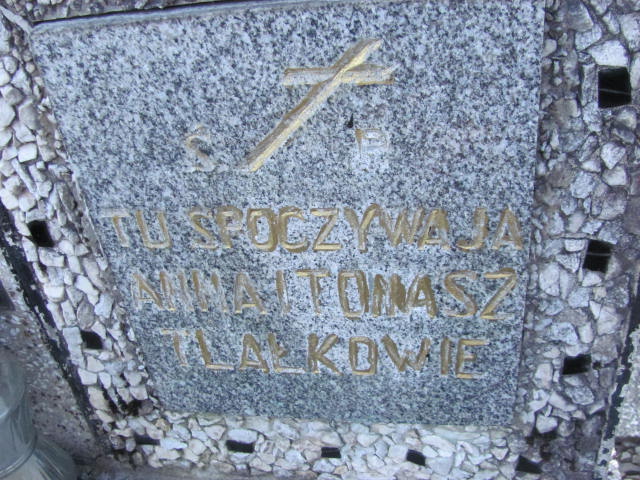 Ś P
TU SPOCZYWAJĄ
ANNA I TOMASZ
TLAŁKOWIE